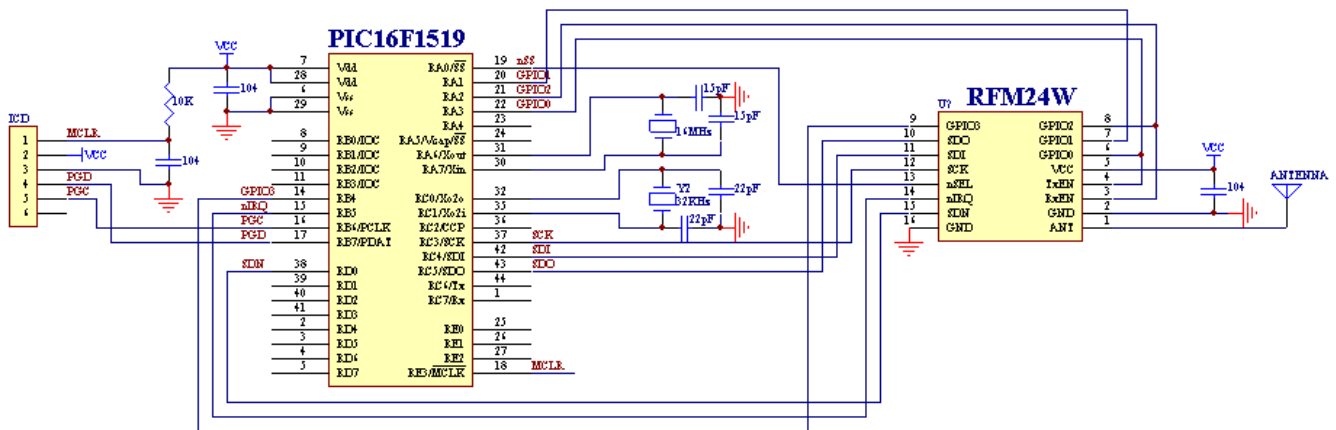 PIC16F1519
RFM24W
VCC
10K
104
104
ICD
1 MCLR
2 VCC
3
4 PGD
5 PGC
6
7 Vdd
28 Vdd
6 Vss
29 Vss
8 RB0/IOC
9 RB1/IOC
10 RB2/IOC
11 RB3/IOC
GPIO3 14 RB4
nIRQ 15 RB5
PGC 16 RB6/PCLK
PGD 17 RB7/PDAT
SDN 38 RD0
39 RD1
40 RD2
41 RD3
2 RD4
3 RD5
4 RD6
5 RD7
RA0/SS 19 nSS
RA1 20 GPIO1
RA2 21 GPIO2
RA3 22 GPIO0
RA4 23
RA5/Vcap/SS 24
RA6/Xout 31
RA7/Xin 30
RC0/Xo2o 32
RC1/Xo2i 35
RC2/CCP 36
RC3/SCK 37 SCK
RC4/SDI 42 SDI
RC5/SDO 43 SDO
RC6/Tx 44
RC7/Rx 1
RE0 25
RE1 26
RE2 27
RE3/MCLK 18 MCLR
15pF
15pF
16MHs
Y?
32KHs
22pF
22pF
U?
9 GPIO3
10 SDO
11 SDI
12 SCK
13 nSEL
14 nIRQ
15 SDN
16 GND
GPIO2 8
GPIO1 7
GPIO0 6
VCC 5
TxEN 4
RxEN 3
GND 2
ANT 1
VCC
104
ANTENNA